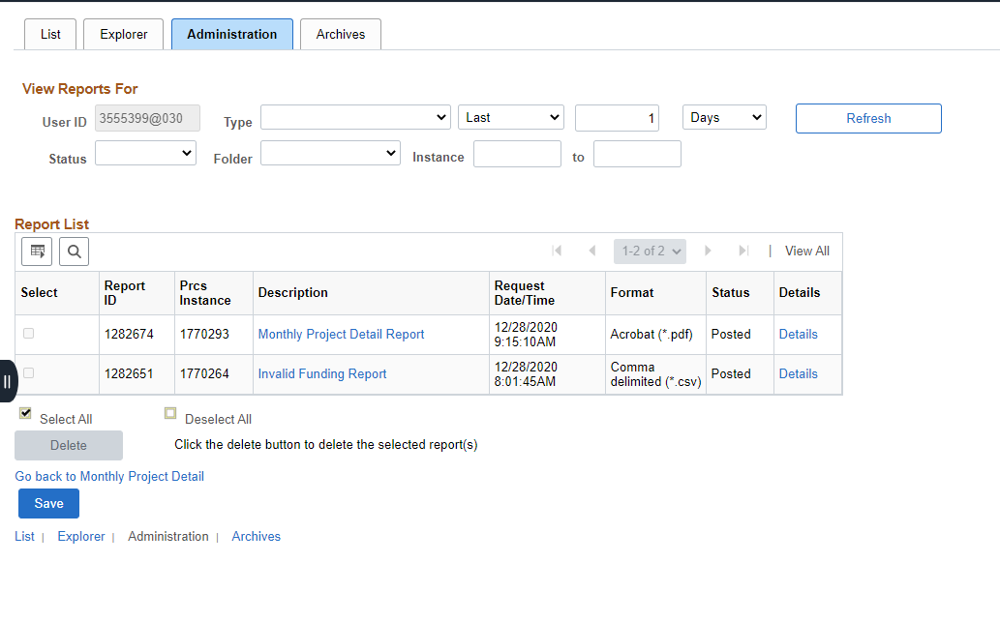 List Explorer Administration Archives
View Reports For
User ID 3555399@030 Type Last 1 Days Refresh
Status Folder Instance to
Report List
1-2 of 2 | View All
Select Report ID Prcs Instance Description Request Date/Time Format Status Details
1282674 1770293 Monthly Project Detail Report 12/28/2020 9:15:10AM Acrobat (*.pdf) Posted Details
1282651 1770264 Invalid Funding Report 12/28/2020 8:01:45AM Comma delimited (*.csv) Posted Details
Select All Deselect All
Delete Click the delete button to delete the selected report(s)
Go back to Monthly Project Detail
Save
List | Explorer | Administration | Archives